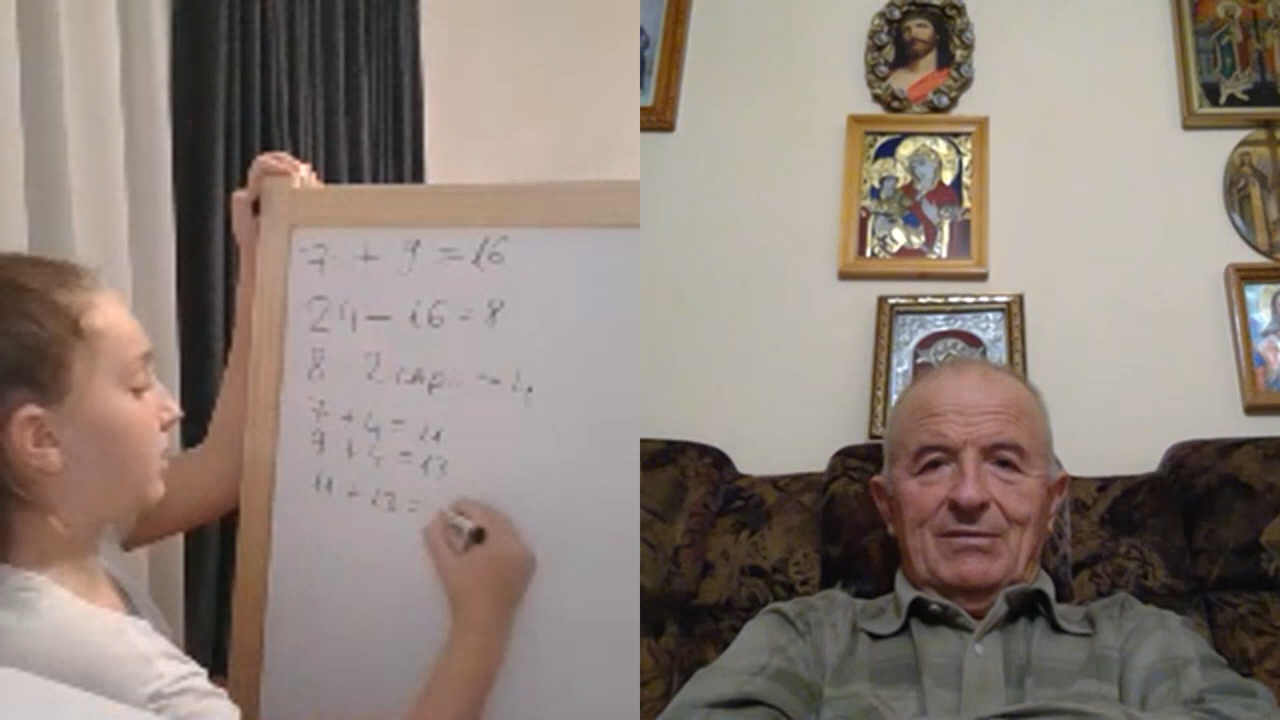 7 + 9 = 16
24 - 16 = 8
8 2 4
7 + 4 = 11
9 + 4 = 13
11 + 13 =